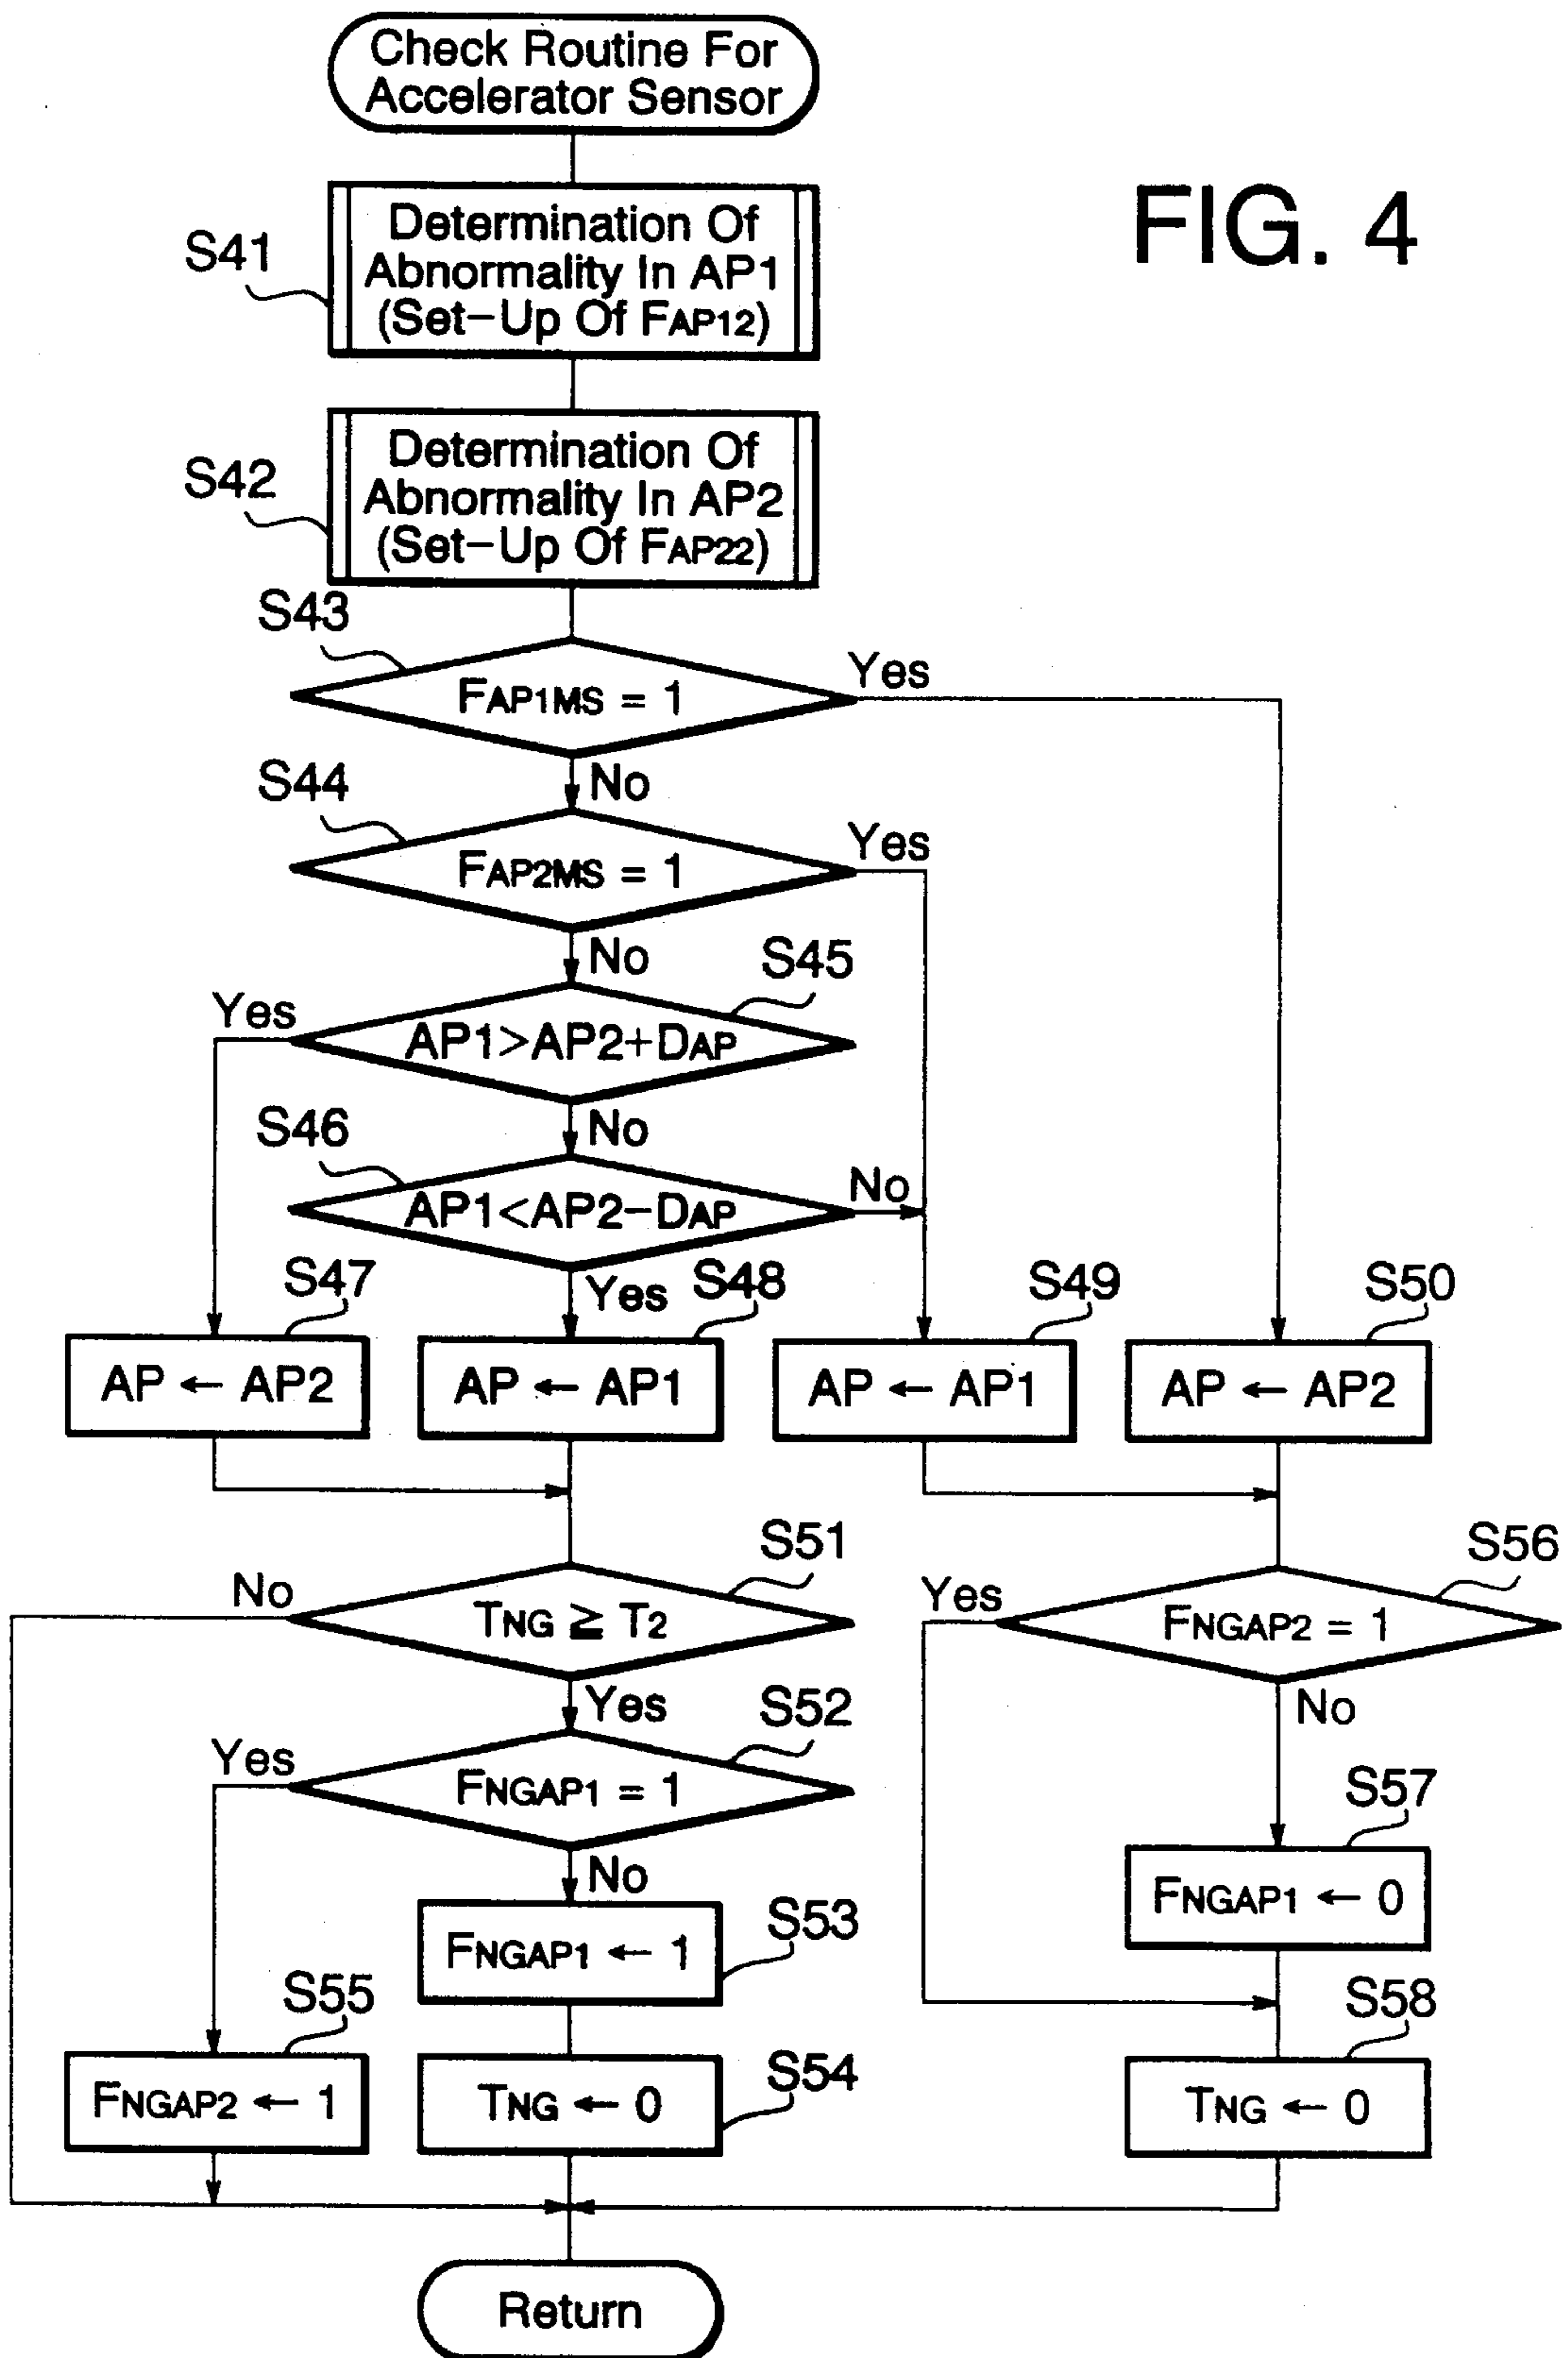 Check Routine For
Accelerator Sensor
FIG. 4
S41
Determination Of
Abnormality In AP1
(Set-Up Of FAP12)
S42
Determination Of
Abnormality In AP2
(Set-Up Of FAP22)
S43
FAP1MS = 1
Yes
No
S44
FAP2MS = 1
Yes
No
S45
Yes
AP1>AP2+DAP
No
S46
AP1<AP2-DAP
No
Yes
S47
AP ← AP2
S48
AP ← AP1
S49
AP ← AP1
S50
AP ← AP2
S51
No
TNG ≧ T2
Yes
S52
Yes
FNGAP1 = 1
No
S53
FNGAP1 ← 1
S54
TNG ← 0
S55
FNGAP2 ← 1
S56
Yes
FNGAP2 = 1
No
S57
FNGAP1 ← 0
S58
TNG ← 0
Return